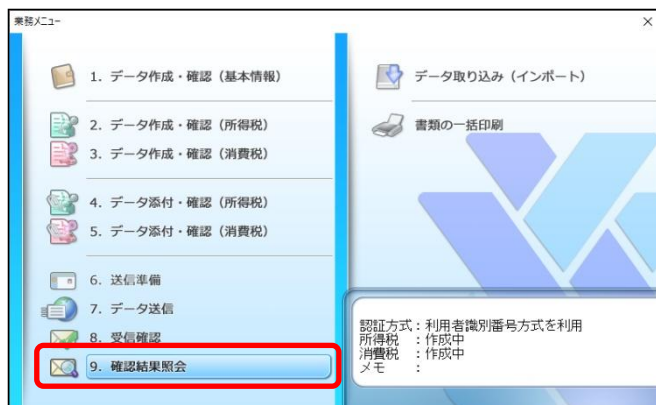 業務メニュー
1. データ作成・確認（基本情報）
2. データ作成・確認（所得税）
3. データ作成・確認（消費税）
4. データ添付・確認（所得税）
5. データ添付・確認（消費税）
6. 送信準備
7. データ送信
8. 受信確認
9. 確認結果照会
データ取り込み（インポート）
書類の一括印刷
認証方式：利用者識別番号方式を利用
所得税　：作成中
消費税　：作成中
メモ　　：